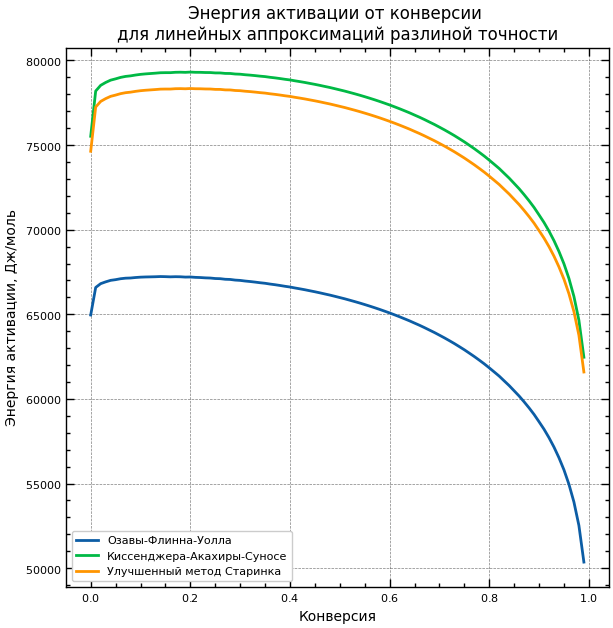 Энергия активации от конверсии
для линейных аппроксимаций разлиной точности
Энергия активации, Дж/моль
80000
75000
70000
65000
60000
55000
50000
Озавы-Флинна-Уолла
Киссенджера-Акахиры-Суносе
Улучшенный метод Старинка
0.0
0.2
0.4
0.6
0.8
1.0
Конверсия